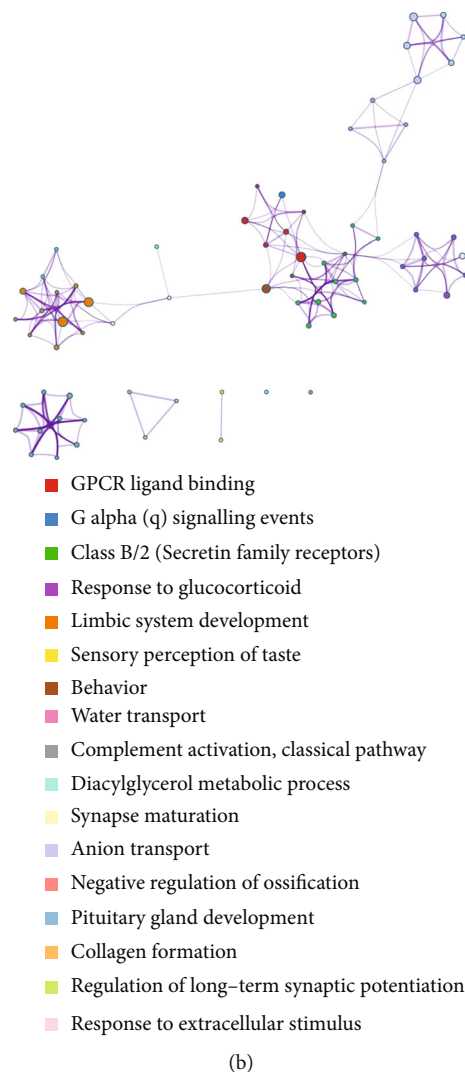 GPCR ligand binding
G alpha (q) signalling events
Class B/2 (Secretin family receptors)
Response to glucocorticoid
Limbic system development
Sensory perception of taste
Behavior
Water transport
Complement activation, classical pathway
Diacylglycerol metabolic process
Synapse maturation
Anion transport
Negative regulation of ossification
Pituitary gland development
Collagen formation
Regulation of long–term synaptic potentiation
Response to extracellular stimulus
(b)